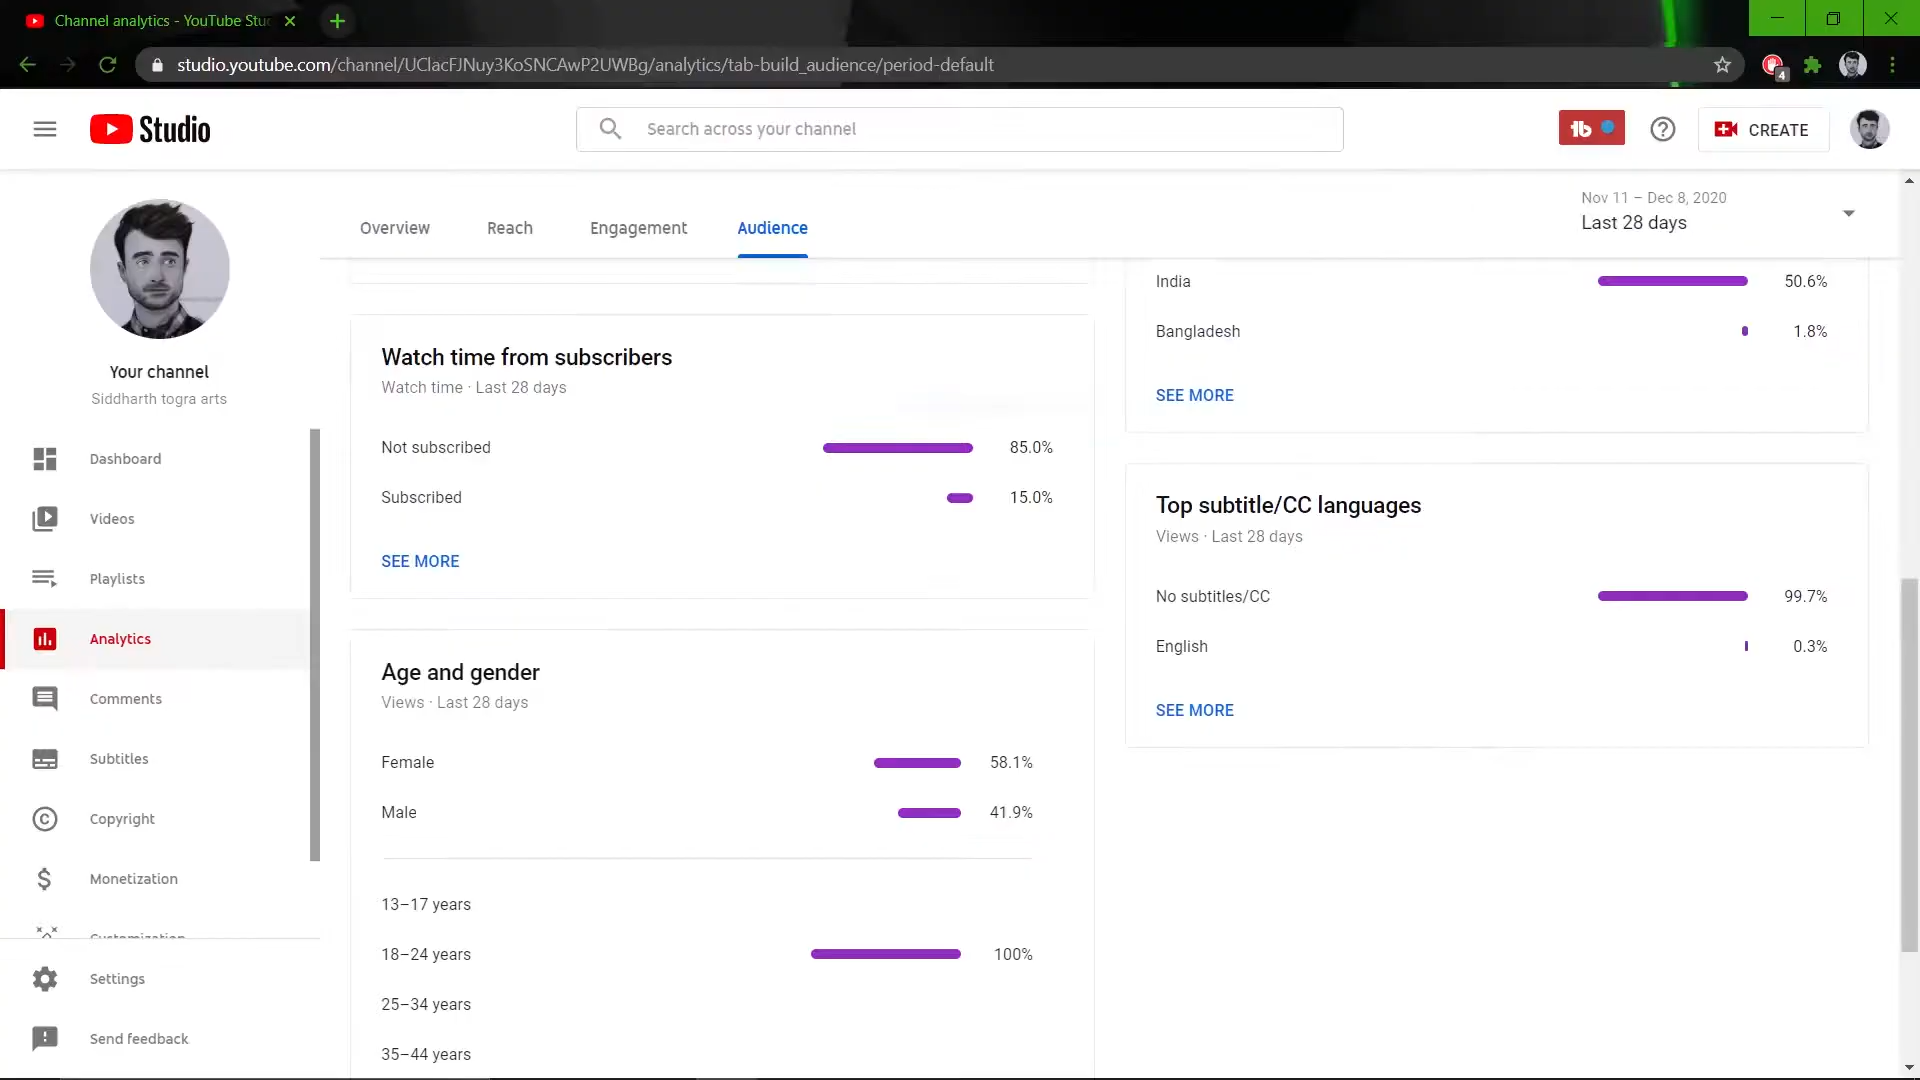 Channel analytics - YouTube Stu
studio.youtube.com/channel/UClacFJNuy3KoSNCAwP2UWBg/analytics/tab-build_audience/period-default
4
Studio
Search across your channel
CREATE
Your channel
Siddharth togra arts
Dashboard
Videos
Playlists
Analytics
Comments
Subtitles
Copyright
Monetization
Customization
Settings
Send feedback
Overview
Reach
Engagement
Audience
Nov 11 – Dec 8, 2020
Last 28 days
Watch time from subscribers
Watch time · Last 28 days
Not subscribed 85.0%
Subscribed 15.0%
SEE MORE
Age and gender
Views · Last 28 days
Female 58.1%
Male 41.9%
13–17 years
18–24 years 100%
25–34 years
35–44 years
India 50.6%
Bangladesh 1.8%
SEE MORE
Top subtitle/CC languages
Views · Last 28 days
No subtitles/CC 99.7%
English 0.3%
SEE MORE